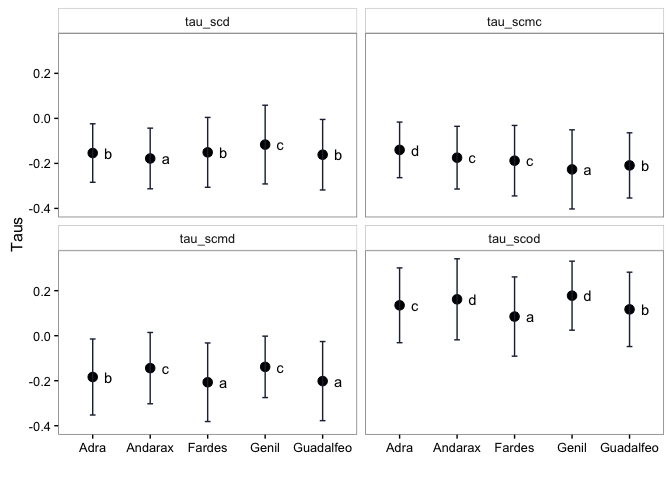 tau_scd
tau_scmc
0.2
0.0
-0.2
-0.4
b
a
b
c
b
d
c
c
a
b
Taus
tau_scmd
tau_scod
0.2
0.0
-0.2
-0.4
b
c
a
c
a
c
d
a
d
b
Adra Andarax Fardes Genil Guadalfeo
Adra Andarax Fardes Genil Guadalfeo